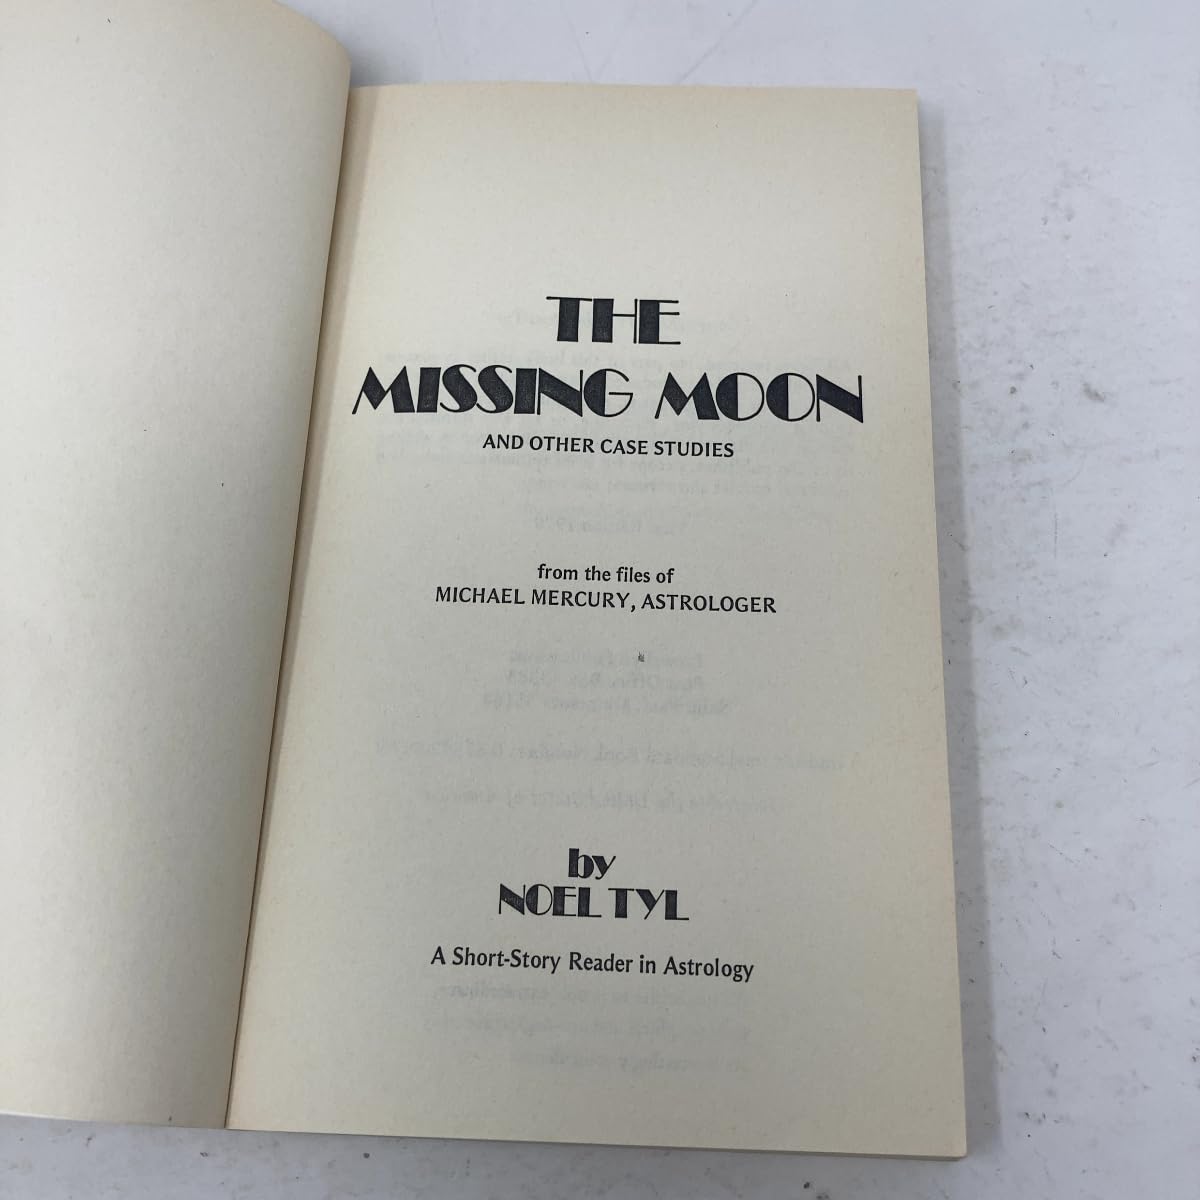 THE
MISSING MOON
AND OTHER CASE STUDIES
from the files of
MICHAEL MERCURY, ASTROLOGER
by
NOEL TYL
A Short-Story Reader in Astrology